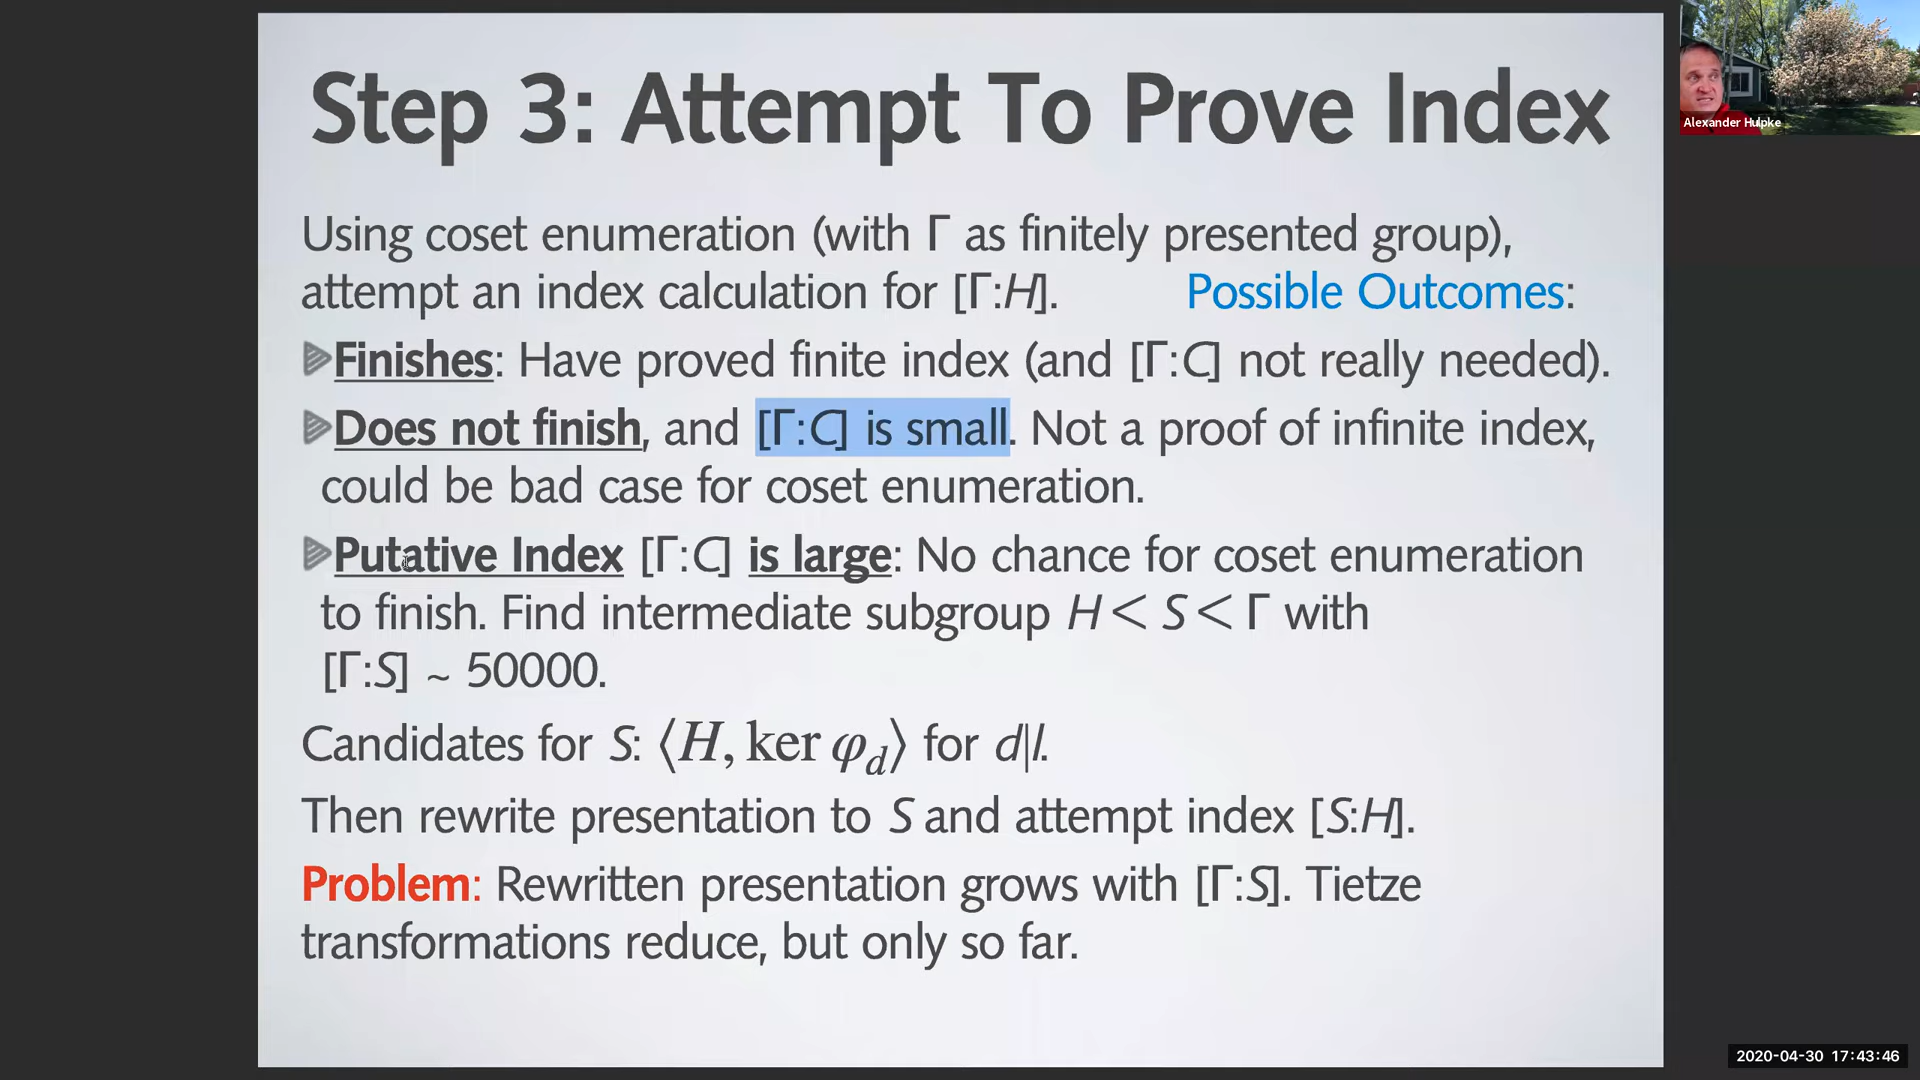 Step 3: Attempt To Prove Index
Using coset enumeration (with Γ as finitely presented group),
attempt an index calculation for [Γ:H]. Possible Outcomes:
Finishes: Have proved finite index (and [Γ:C] not really needed).
Does not finish, and [Γ:C] is small. Not a proof of infinite index,
could be bad case for coset enumeration.
Putative Index [Γ:C] is large: No chance for coset enumeration
to finish. Find intermediate subgroup H < S < Γ with
[Γ:S] ~ 50000.
Candidates for S: ⟨H, ker φ_d⟩ for d|l.
Then rewrite presentation to S and attempt index [S:H].
Problem: Rewritten presentation grows with [Γ:S]. Tietze
transformations reduce, but only so far.
Alexander Hulpke
2020-04-30 17:43:46